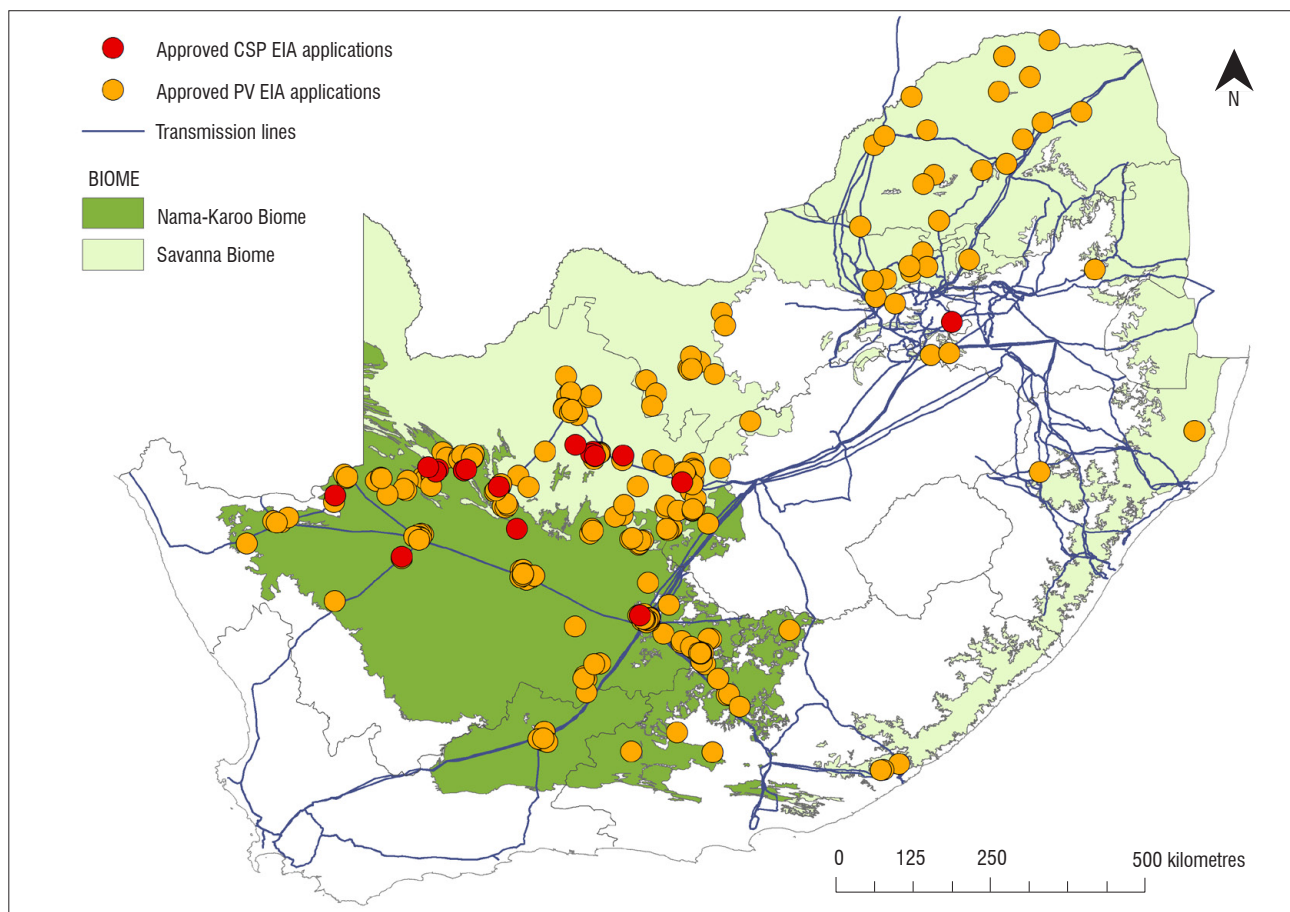 Approved CSP EIA applications
Approved PV EIA applications
Transmission lines
BIOME
Nama-Karoo Biome
Savanna Biome
N
0 125 250 500 kilometres